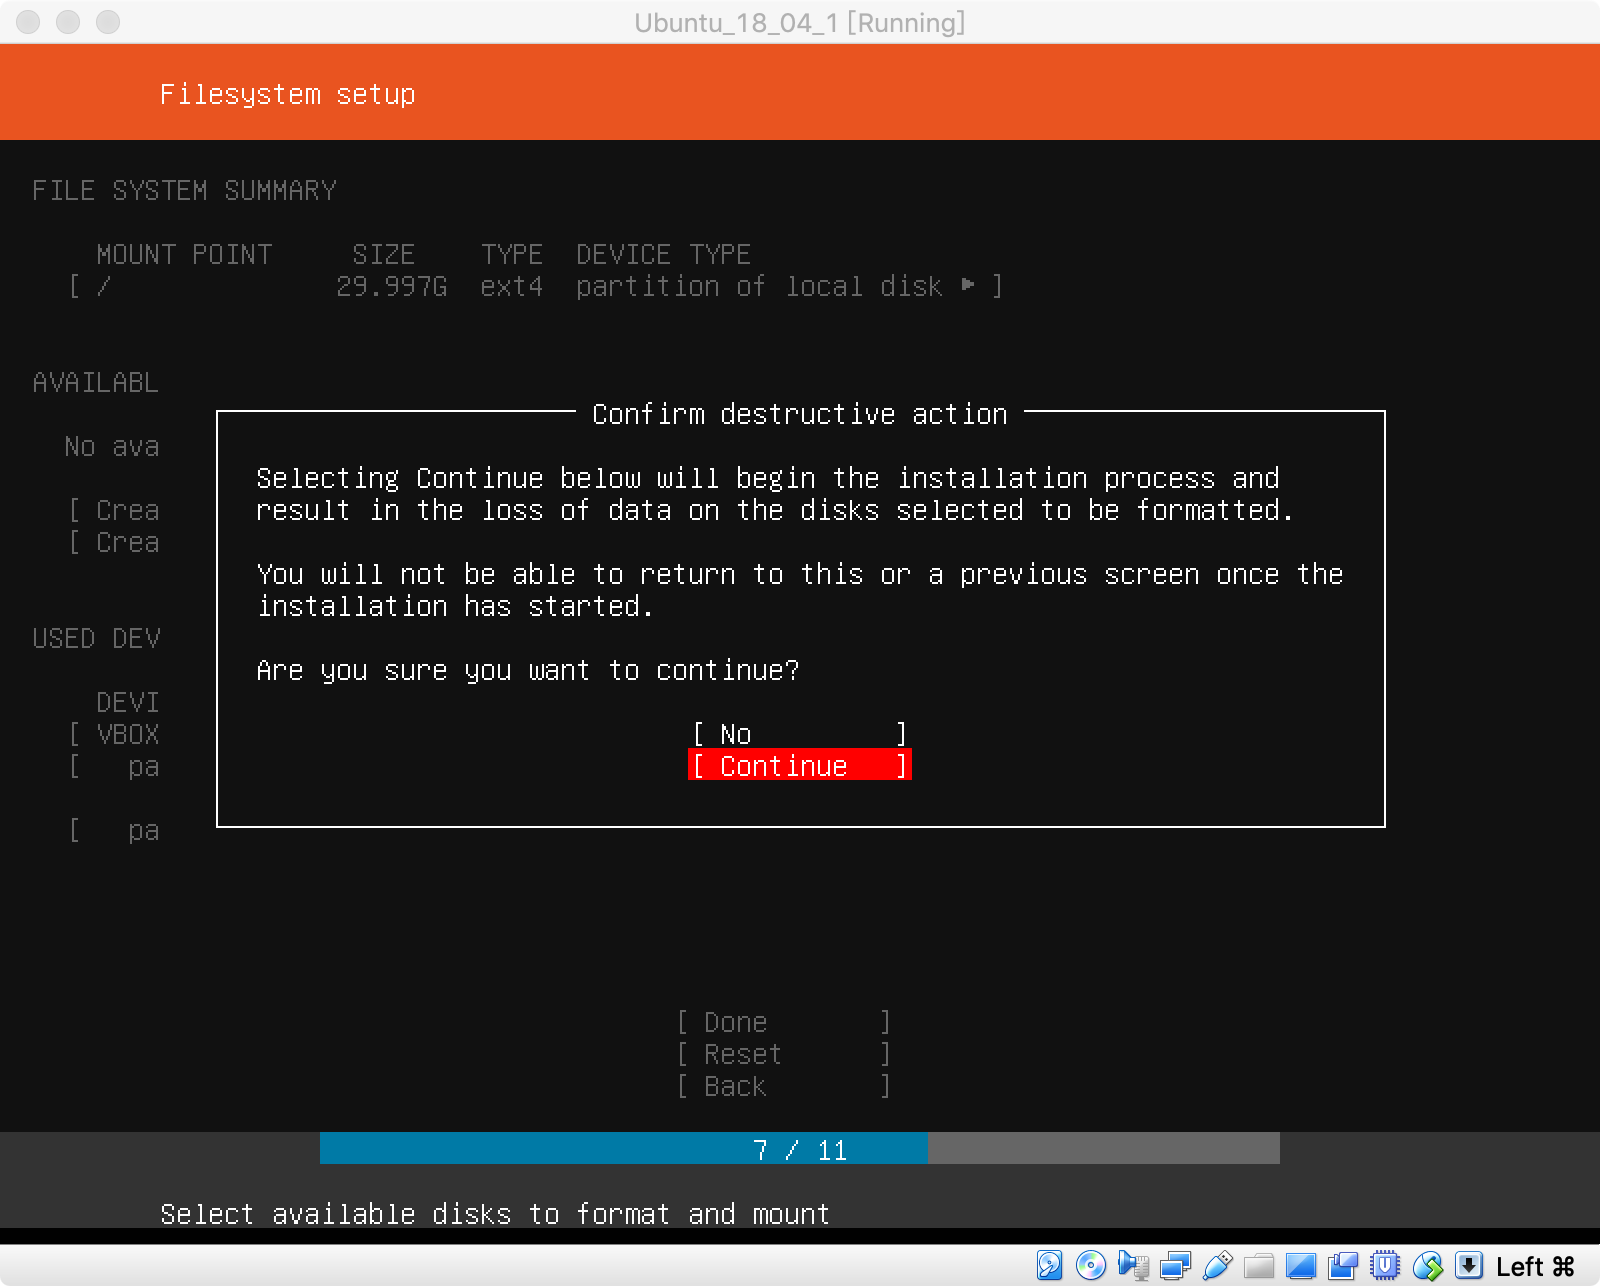 Ubuntu_18_04_1 [Running]
Filesystem setup
FILE SYSTEM SUMMARY
MOUNT POINT SIZE TYPE DEVICE TYPE
[ / 29.997G ext4 partition of local disk ▸ ]
AVAILABL
No ava
[ Crea
[ Crea
USED DEV
DEVI
[ VBOX
[ pa
[ pa
Confirm destructive action
Selecting Continue below will begin the installation process and
result in the loss of data on the disks selected to be formatted.
You will not be able to return to this or a previous screen once the
installation has started.
Are you sure you want to continue?
[ No ]
[ Continue ]
[ Done ]
[ Reset ]
[ Back ]
7 / 11
Select available disks to format and mount
Left ⌘